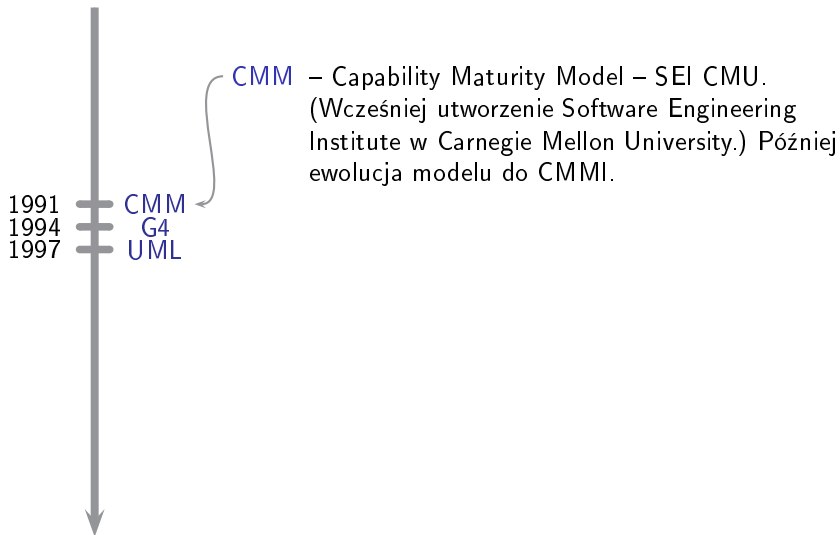 CMM – Capability Maturity Model – SEI CMU.
(Wcześniej utworzenie Software Engineering
Institute w Carnegie Mellon University.) Później
ewolucja modelu do CMMI.
1991 CMM
1994 G4
1997 UML